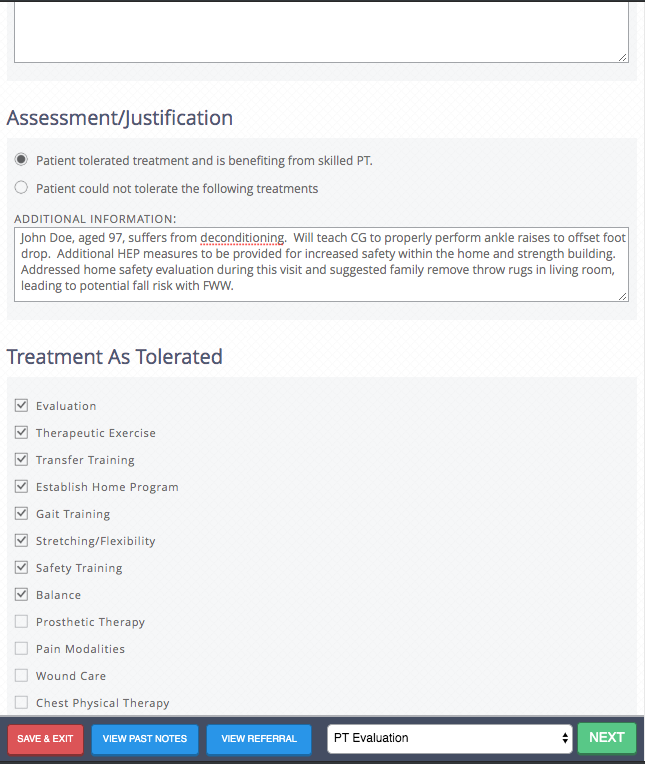 Assessment/Justification
Patient tolerated treatment and is benefiting from skilled PT.
Patient could not tolerate the following treatments
ADDITIONAL INFORMATION:
John Doe, aged 97, suffers from deconditioning.  Will teach CG to properly perform ankle raises to offset foot
drop.  Additional HEP measures to be provided for increased safety within the home and strength building.
Addressed home safety evaluation during this visit and suggested family remove throw rugs in living room,
leading to potential fall risk with FWW.
Treatment As Tolerated
Evaluation
Therapeutic Exercise
Transfer Training
Establish Home Program
Gait Training
Stretching/Flexibility
Safety Training
Balance
Prosthetic Therapy
Pain Modalities
Wound Care
Chest Physical Therapy
SAVE & EXIT VIEW PAST NOTES VIEW REFERRAL PT Evaluation NEXT